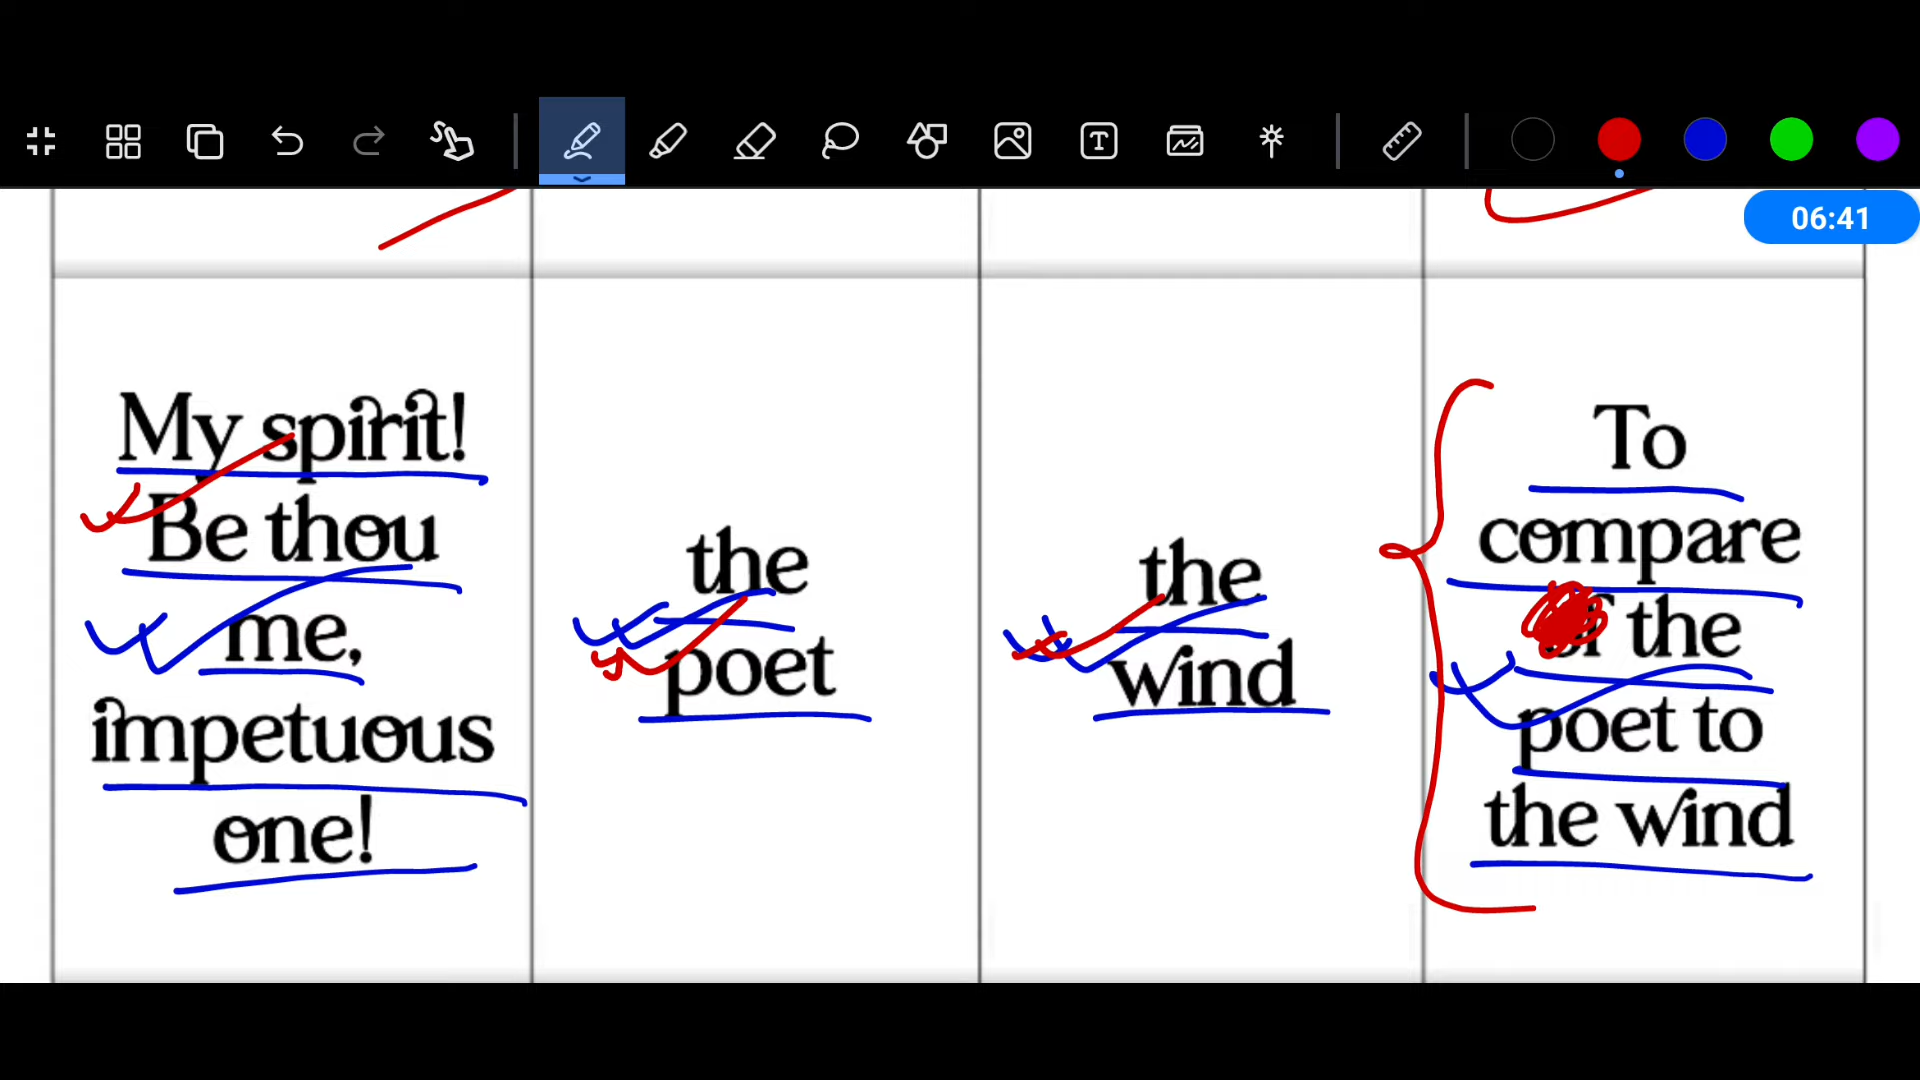 06:41
My spirit!
Be thou
me,
impetuous
one!
the
poet
the
wind
To
compare
the
poet to
the wind